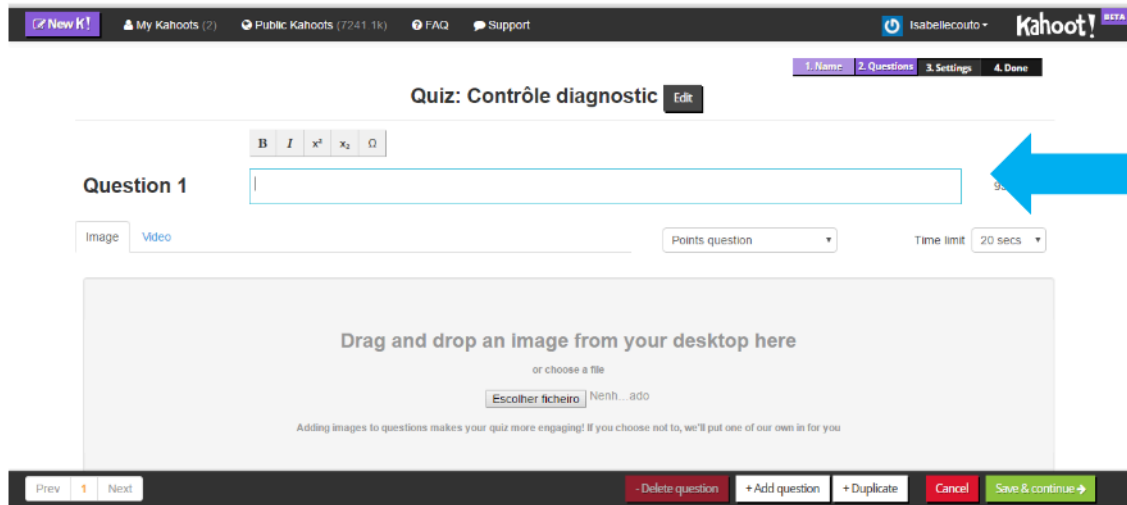 New K! My Kahoots (2) Public Kahoots (7241.1k) FAQ Support Isabellecouto Kahoot! BETA
1. Name 2. Questions 3. Settings 4. Done
Quiz: Contrôle diagnostic Edit
B I x² x₂ Ω
Question 1
Image Video Points question Time limit 20 secs
Drag and drop an image from your desktop here
or choose a file
Escolher ficheiro Nenh...ado
Adding images to questions makes your quiz more engaging! If you choose not to, we'll put one of our own in for you
Prev 1 Next - Delete question + Add question + Duplicate Cancel Save & continue